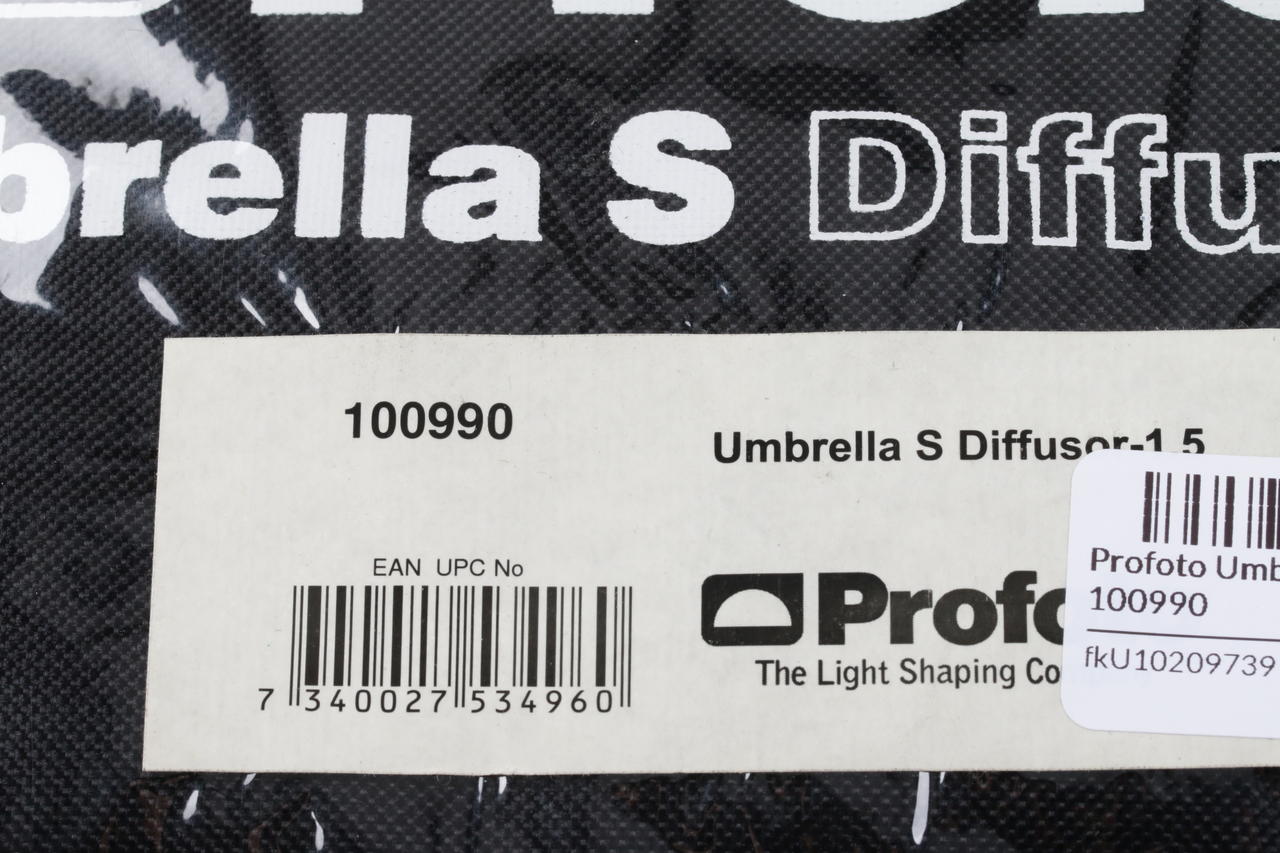 brella S Diffu
100990
Umbrella S Diffusor-1.5
EAN UPC No
7 340027 534960
Profo
The Light Shaping Co
Profoto Umb
100990
fkU10209739